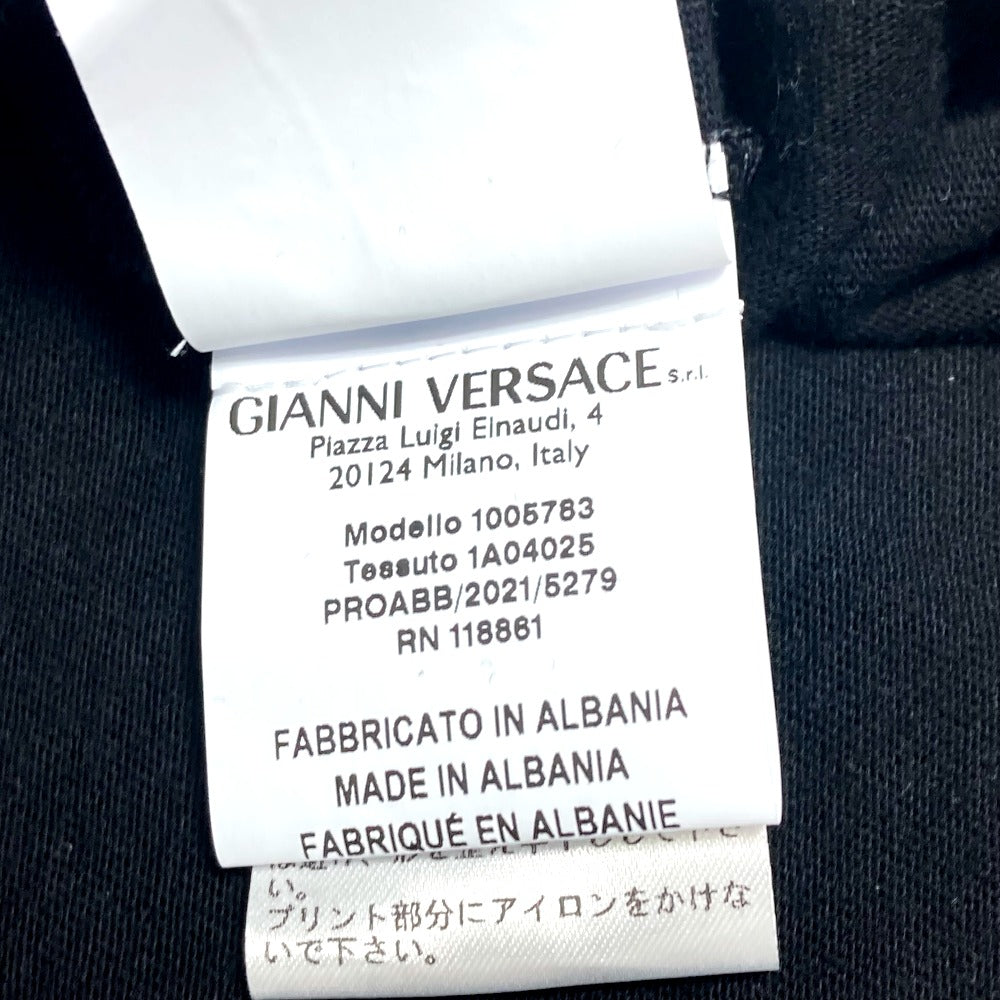 GIANNI VERSACE s.r.l.
Piazza Luigi Einaudi, 4
20124 Milano, Italy
Modello 1005783
Tessuto 1A04025
PROABB/2021/5279
RN 118861
FABBRICATO IN ALBANIA
MADE IN ALBANIA
FABRIQUÉ EN ALBANIE
い。
プリント部分にアイロンをかけな
いで下さい。